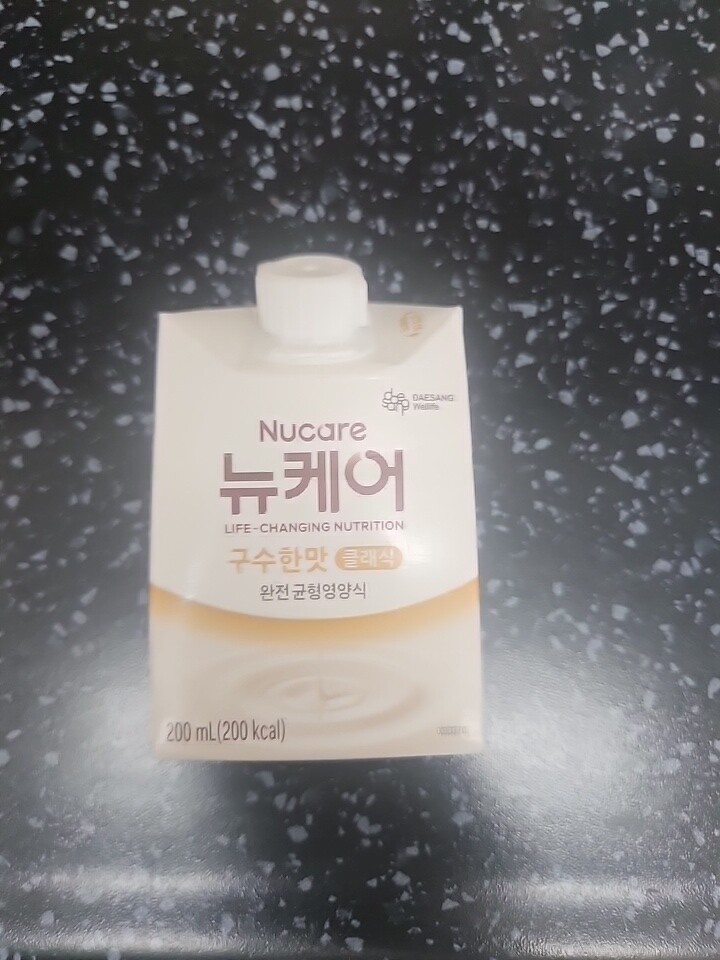 daesang
DAESANG
Wellife
Nucare
뉴케어
LIFE-CHANGING NUTRITION
구수한맛 클래식
완전균형영양식
200 mL(200 kcal)